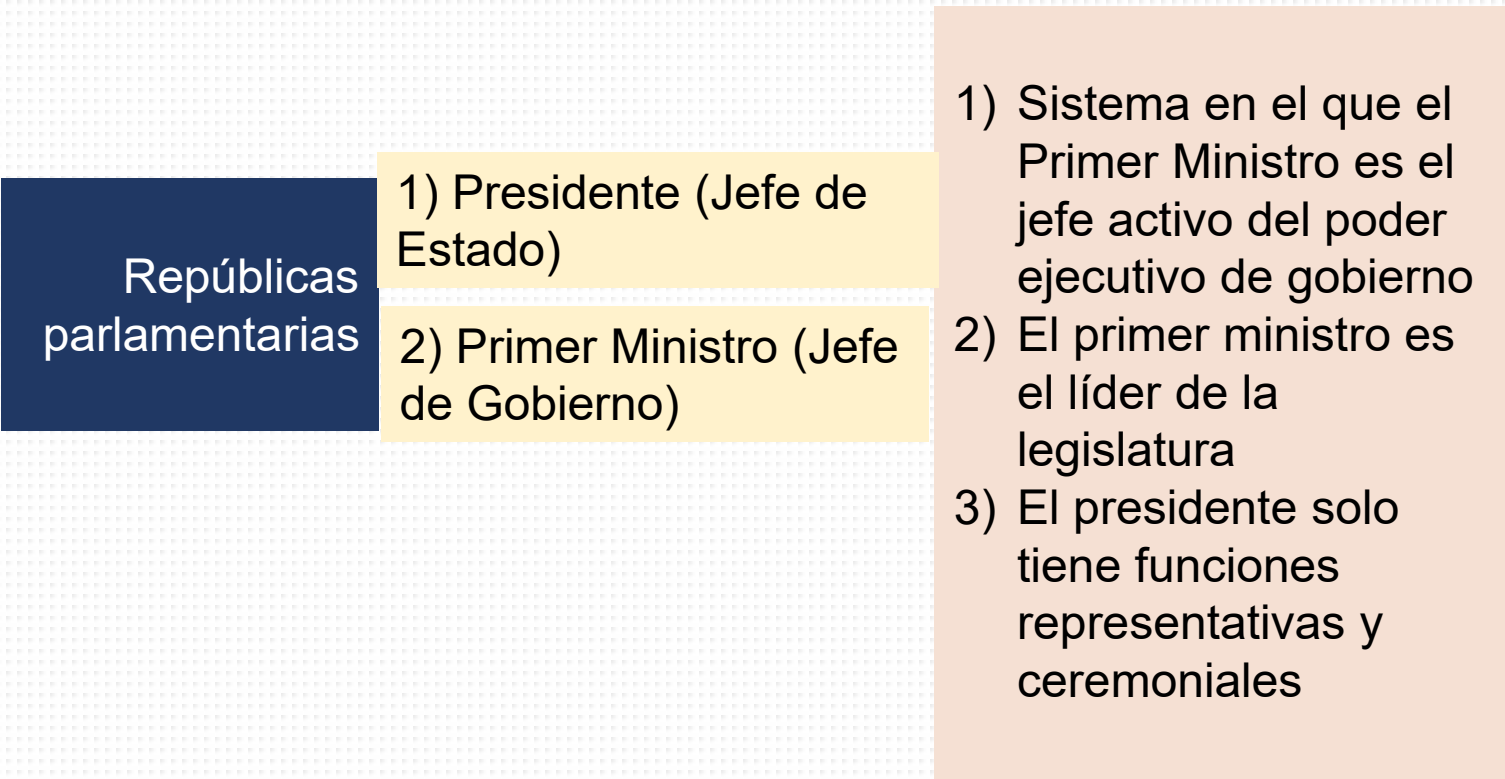 Repúblicas
parlamentarias
1) Presidente (Jefe de
Estado)
2) Primer Ministro (Jefe
de Gobierno)
1) Sistema en el que el
Primer Ministro es el
jefe activo del poder
ejecutivo de gobierno
2) El primer ministro es
el líder de la
legislatura
3) El presidente solo
tiene funciones
representativas y
ceremoniales